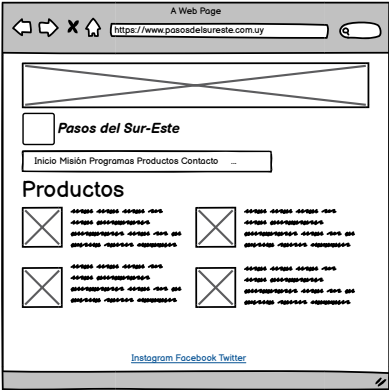 A Web Page
https://www.pasosdelsureste.com.uy
Pasos del Sur-Este
Inicio Misión Programas Productos Contacto ...
Productos
Instagram Facebook Twitter